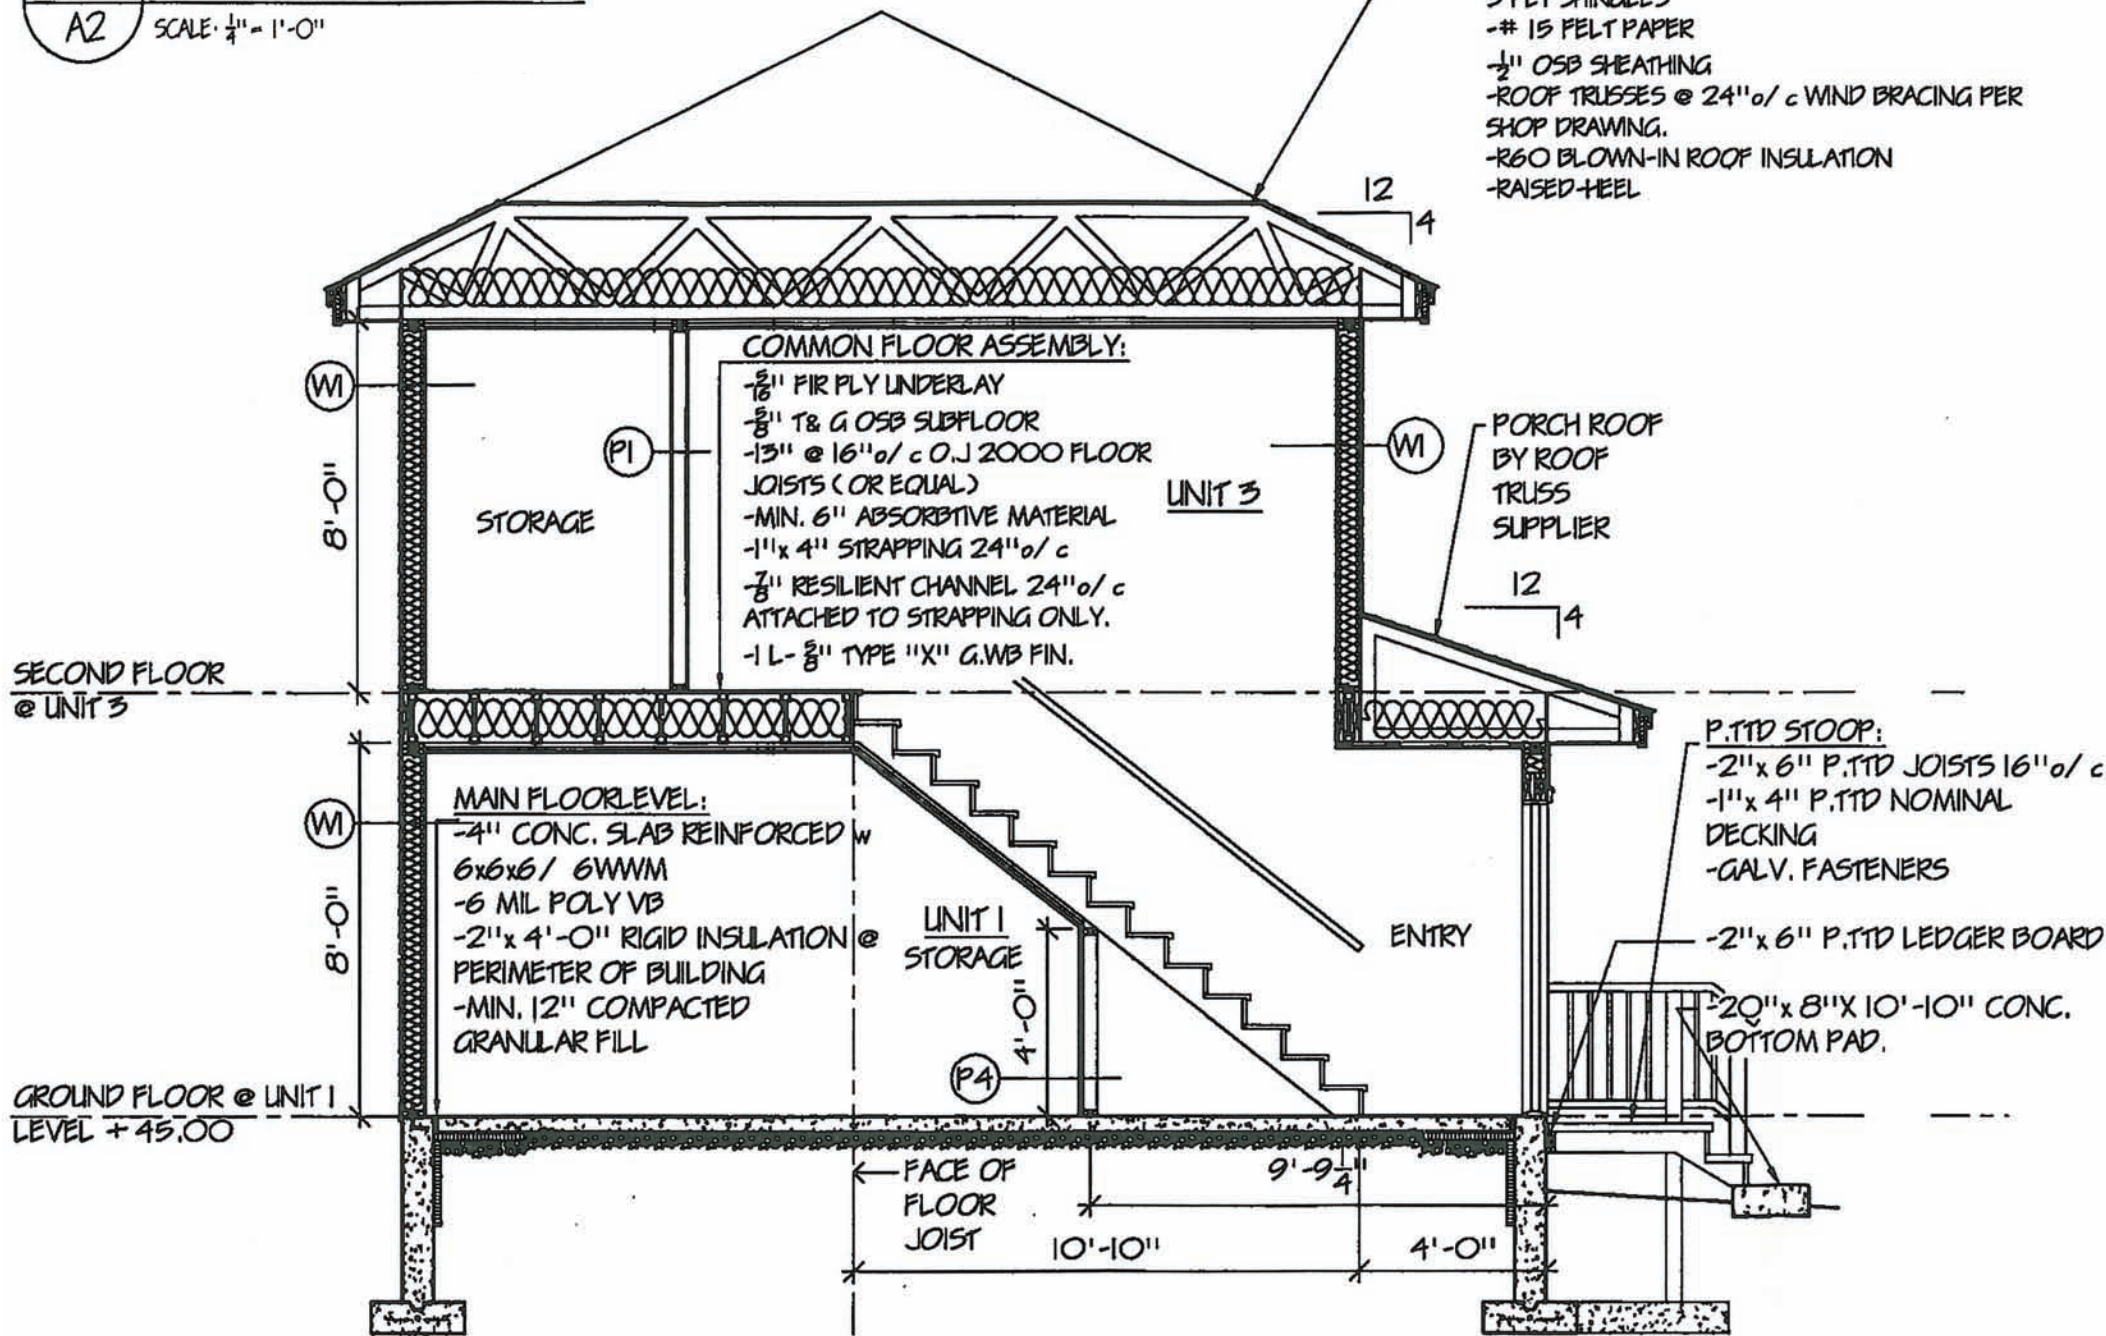 A2
SCALE: 1/4" = 1'-0"
-# 15 FELT PAPER
-1/2" OSB SHEATHING
-ROOF TRUSSES @ 24"o/c WIND BRACING PER
SHOP DRAWING.
-R60 BLOWN-IN ROOF INSULATION
-RAISED-HEEL
12
4
COMMON FLOOR ASSEMBLY:
-5/16" FIR PLY UNDERLAY
-5/8" T& G OSB SUBFLOOR
-13" @ 16"o/c O.J 2000 FLOOR
JOISTS (OR EQUAL)
-MIN. 6" ABSORBTIVE MATERIAL
-1"x 4" STRAPPING 24"o/c
-7/8" RESILIENT CHANNEL 24"o/c
ATTACHED TO STRAPPING ONLY.
-1 L- 5/8" TYPE "X" G.WB FIN.
W1
P1
W1
8'-0"
STORAGE
UNIT 3
PORCH ROOF
BY ROOF
TRUSS
SUPPLIER
12
4
SECOND FLOOR
@ UNIT 3
P.TTD STOOP:
-2"x 6" P.TTD JOISTS 16"o/c
-1"x 4" P.TTD NOMINAL
DECKING
-GALV. FASTENERS
-2"x 6" P.TTD LEDGER BOARD
-20"x 8"X 10'-10" CONC.
BOTTOM PAD.
W1
8'-0"
MAIN FLOORLEVEL:
-4" CONC. SLAB REINFORCED w
6x6x6/ 6WWM
-6 MIL POLY VB
-2"x 4'-0" RIGID INSULATION @
PERIMETER OF BUILDING
-MIN. 12" COMPACTED
GRANULAR FILL
UNIT 1
STORAGE
4'-0"
P4
ENTRY
GROUND FLOOR @ UNIT 1
LEVEL + 45.00
FACE OF
FLOOR
JOIST
9'-9 1/4"
10'-10"
4'-0"